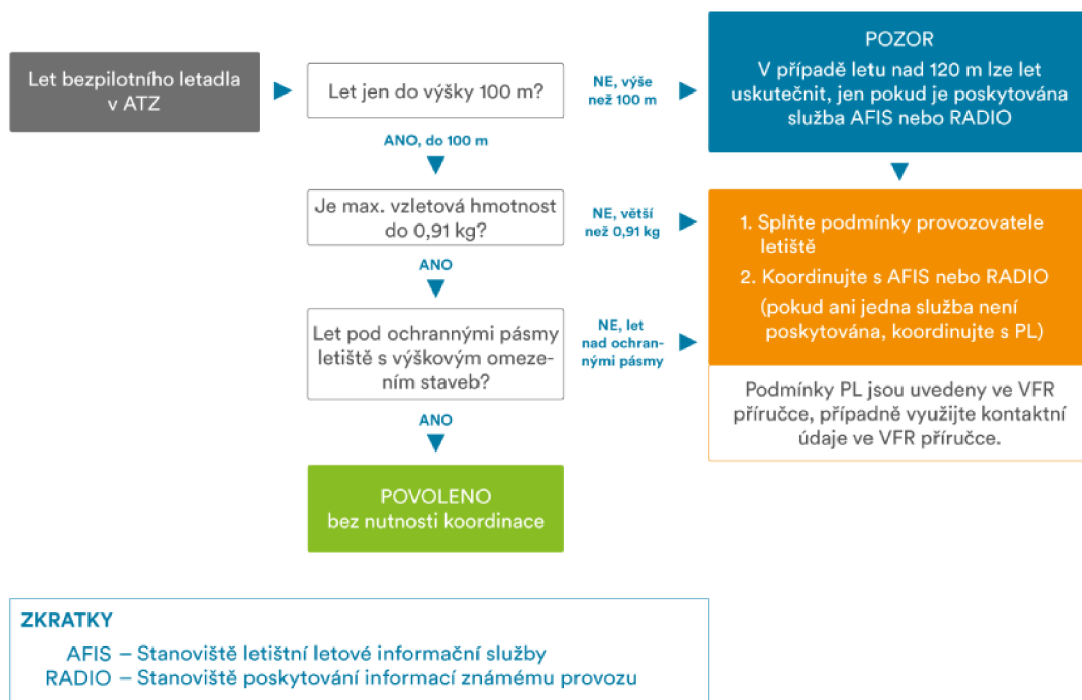 Let bezpilotního letadla
v ATZ
Let jen do výšky 100 m?
NE, výše
než 100 m
POZOR
V případě letu nad 120 m lze let
uskutečnit, jen pokud je poskytována
služba AFIS nebo RADIO
ANO, do 100 m
Je max. vzletová hmotnost
do 0,91 kg?
NE, větší
než 0,91 kg
1. Splňte podmínky provozovatele
letiště
2. Koordinujte s AFIS nebo RADIO
(pokud ani jedna služba není
poskytována, koordinujte s PL)
ANO
Let pod ochrannými pásmy
letiště s výškovým omeze-
ním staveb?
NE, let
nad ochran-
nými pásmy
Podmínky PL jsou uvedeny ve VFR
příručce, případně využijte kontaktní
údaje ve VFR příručce.
ANO
POVOLENO
bez nutnosti koordinace
ZKRATKY
AFIS – Stanoviště letištní letové informační služby
RADIO – Stanoviště poskytování informací známému provozu